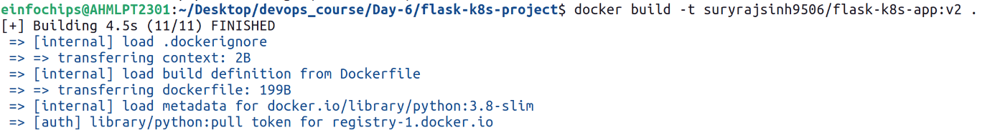 einfochips@AHMLPT2301:~/Desktop/devops_course/Day-6/flask-k8s-project$ docker build -t suryrajsinh9506/flask-k8s-app:v2 .
[+] Building 4.5s (11/11) FINISHED
=> [internal] load .dockerignore
=> => transferring context: 2B
=> [internal] load build definition from Dockerfile
=> => transferring dockerfile: 199B
=> [internal] load metadata for docker.io/library/python:3.8-slim
=> [auth] library/python:pull token for registry-1.docker.io